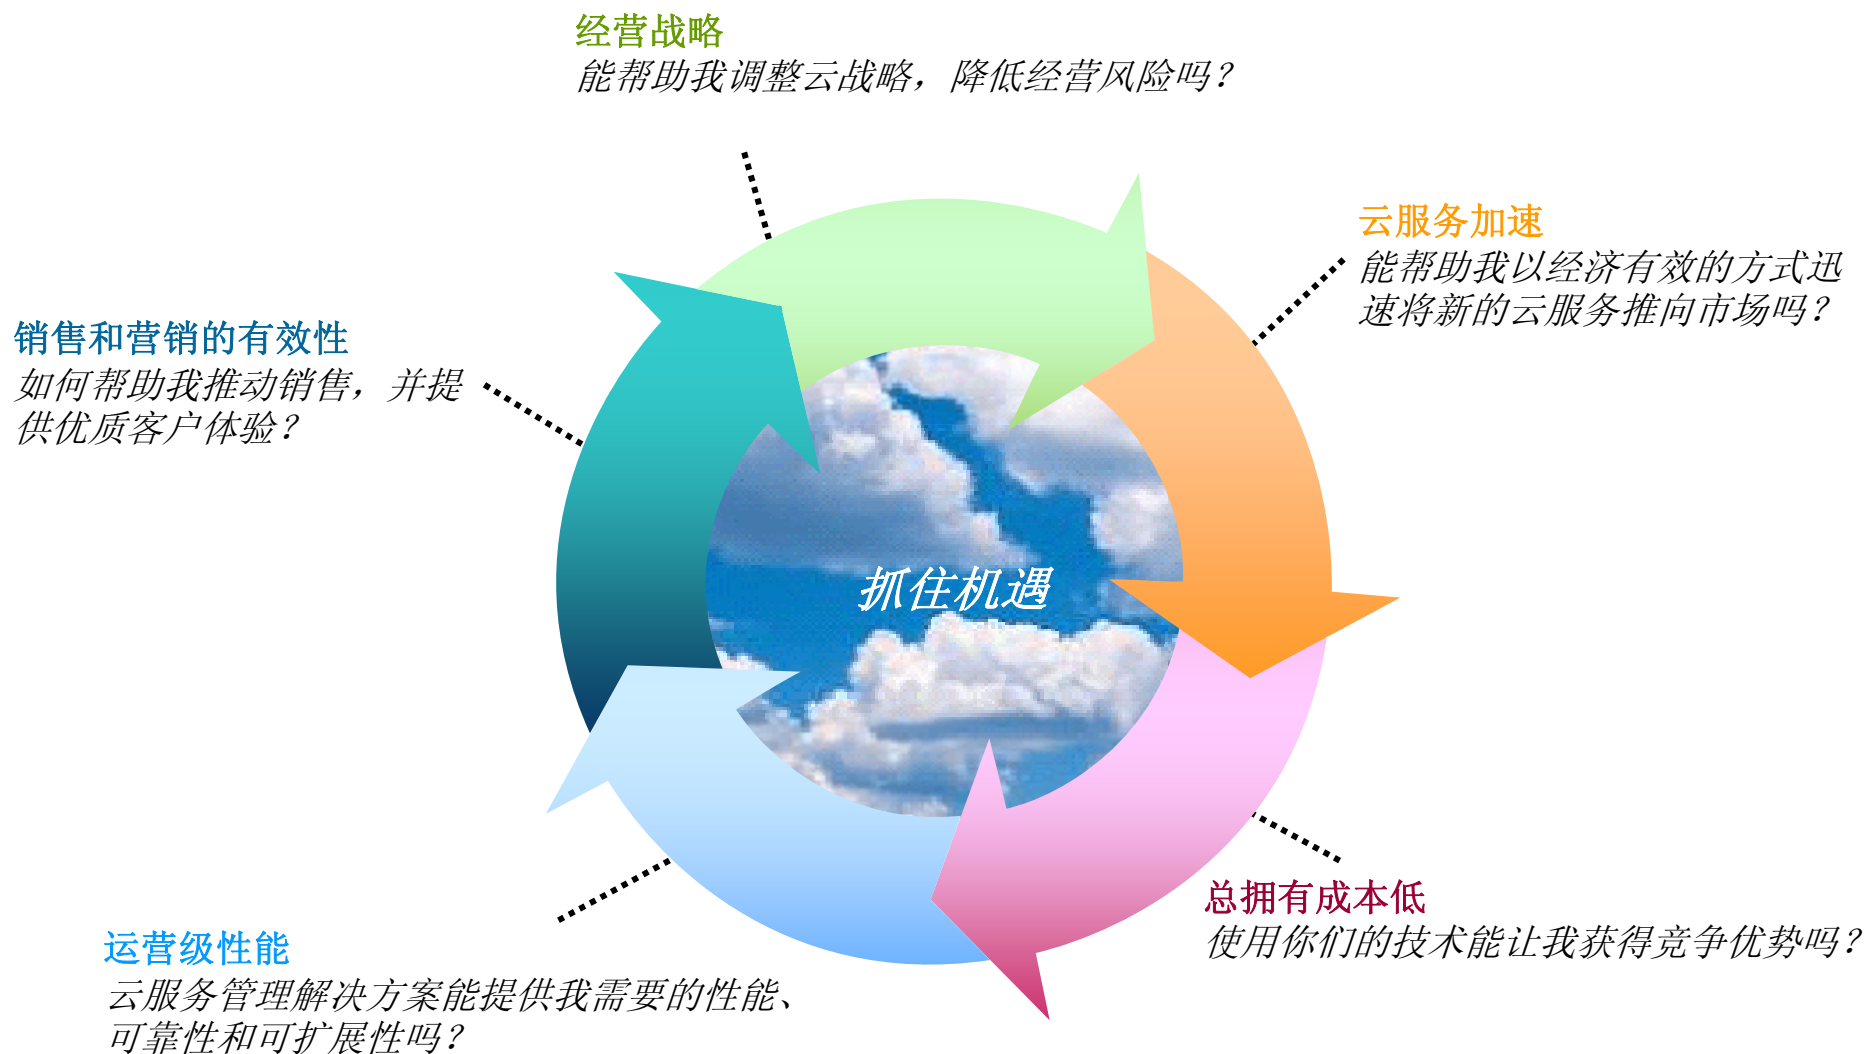 经营战略
能帮助我调整云战略，降低经营风险吗？
云服务加速
能帮助我以经济有效的方式迅
速将新的云服务推向市场吗？
销售和营销的有效性
如何帮助我推动销售，并提
供优质客户体验？
抓住机遇
总拥有成本低
使用你们的技术能让我获得竞争优势吗？
运营级性能
云服务管理解决方案能提供我需要的性能、
可靠性和可扩展性吗？